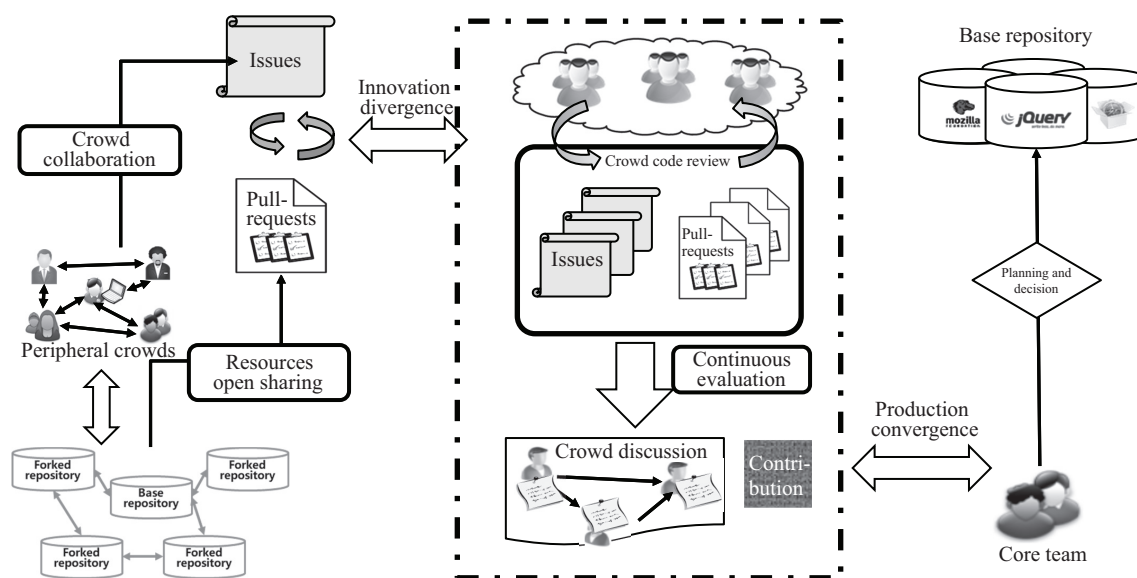 Issues
Crowd
collaboration
Pull-
requests
Peripheral crowds
Resources
open sharing
Forked
repository
Forked
repository
Base
repository
Forked
repository
Forked
repository
Innovation
divergence
Crowd code review
Issues
Pull-
requests
Continuous
evaluation
Crowd discussion
Contri-
bution
Production
convergence
Base repository
mozilla
FOUNDATION
jQuery
Planning and
decision
Core team